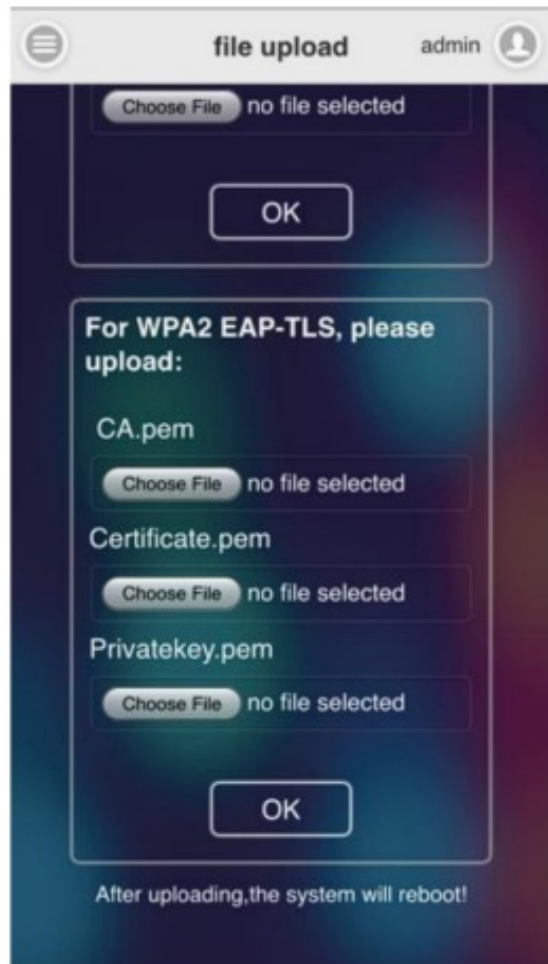 file upload admin
Choose File no file selected
OK
For WPA2 EAP-TLS, please
upload:
CA.pem
Choose File no file selected
Certificate.pem
Choose File no file selected
Privatekey.pem
Choose File no file selected
OK
After uploading,the system will reboot!